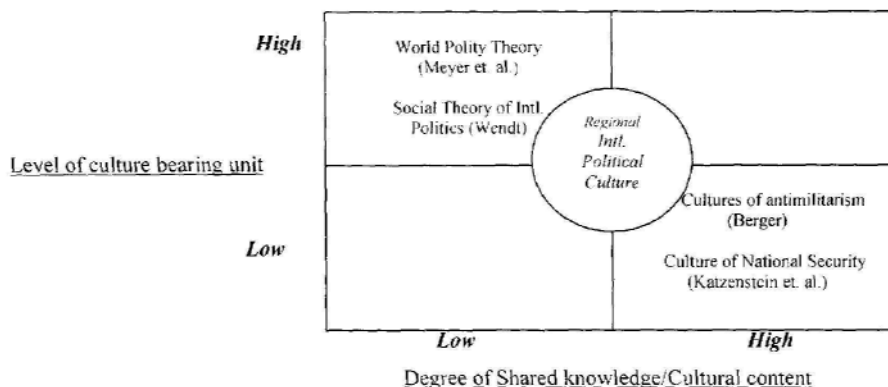 High
World Polity Theory
(Meyer et. al.)
Social Theory of Intl.
Politics (Wendt)
Regional
Intl.
Political
Culture
Level of culture bearing unit
Cultures of antimilitarism
(Berger)
Low
Culture of National Security
(Katzenstein et. al.)
Low
High
Degree of Shared knowledge/Cultural content